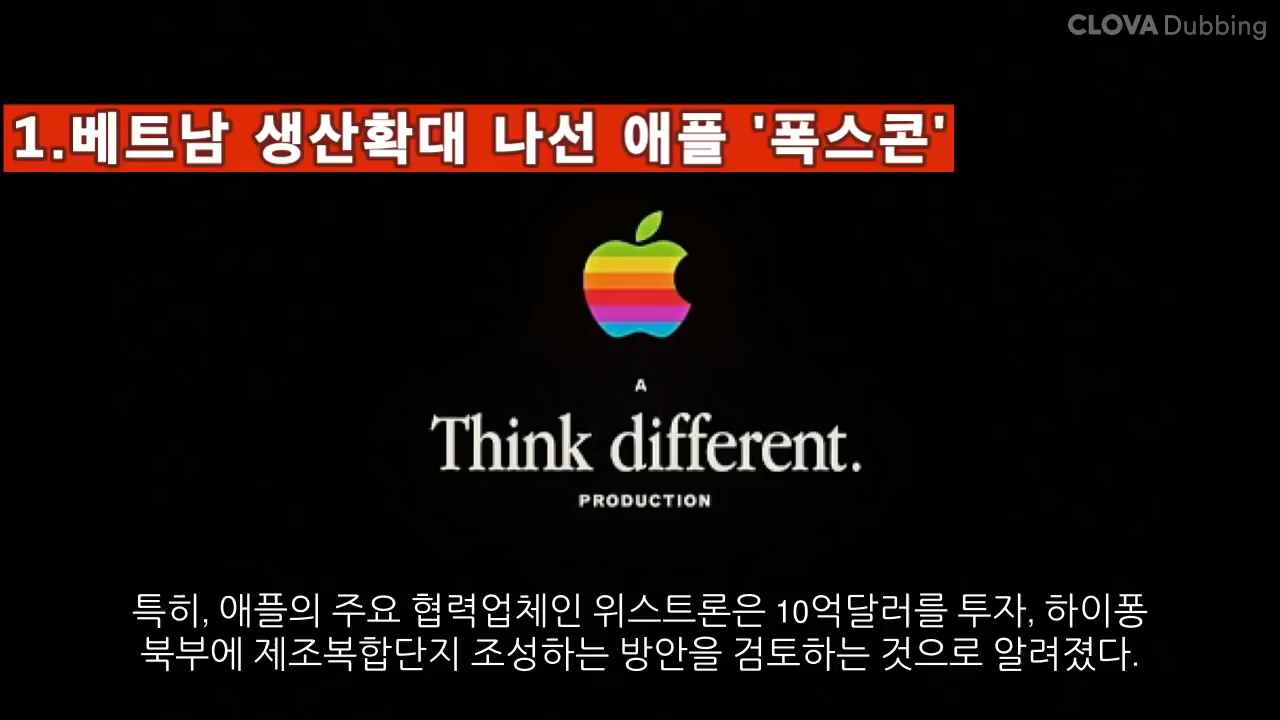 CLOVA Dubbing
1.베트남 생산확대 나선 애플 '폭스콘'
A
Think different.
PRODUCTION
특히, 애플의 주요 협력업체인 위스트론은 10억달러를 투자, 하이퐁
북부에 제조복합단지 조성하는 방안을 검토하는 것으로 알려졌다.